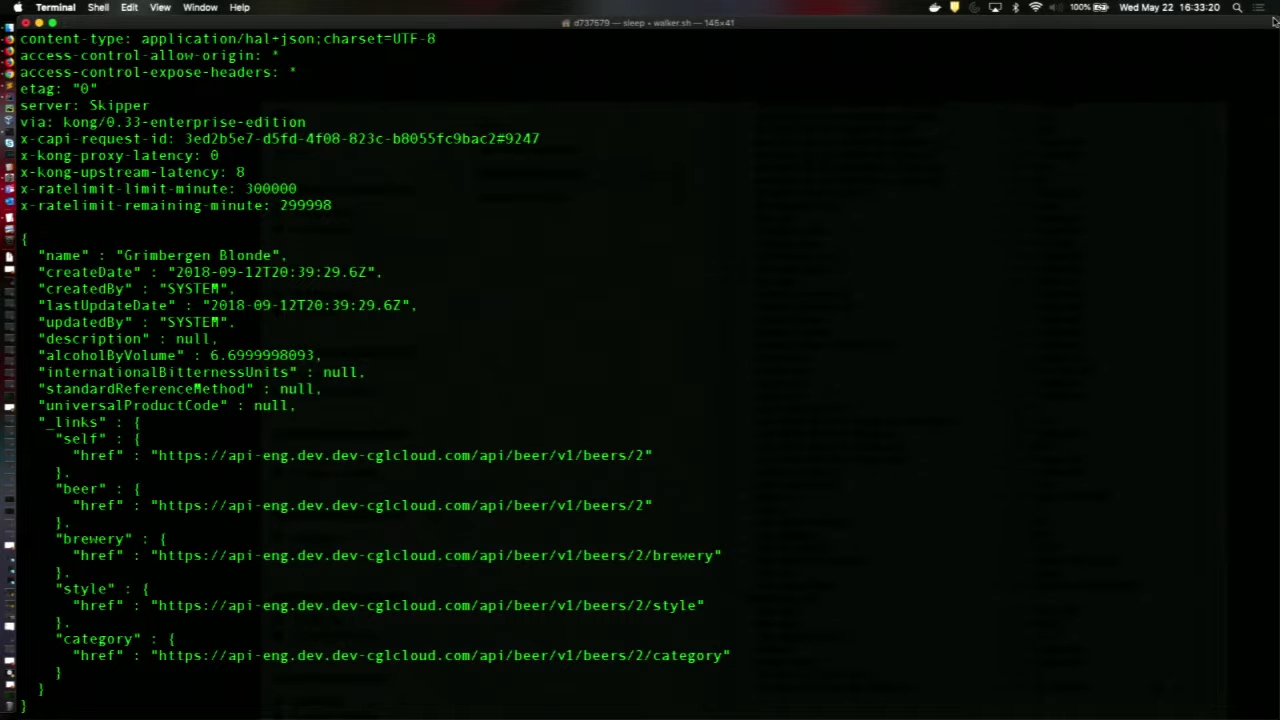 Terminal Shell Edit View Window Help 100% Wed May 22 16:33:20
d737579 — sleep • walker.sh — 145×41
content-type: application/hal+json;charset=UTF-8
access-control-allow-origin: *
access-control-expose-headers: *
etag: "0"
server: Skipper
via: kong/0.33-enterprise-edition
x-capi-request-id: 3ed2b5e7-d5fd-4f08-823c-b8055fc9bac2#9247
x-kong-proxy-latency: 0
x-kong-upstream-latency: 8
x-ratelimit-limit-minute: 300000
x-ratelimit-remaining-minute: 299998
{
"name" : "Grimbergen Blonde",
"createDate" : "2018-09-12T20:39:29.6Z",
"createdBy" : "SYSTEM",
"lastUpdateDate" : "2018-09-12T20:39:29.6Z",
"updatedBy" : "SYSTEM",
"description" : null,
"alcoholByVolume" : 6.6999998093,
"internationalBitternessUnits" : null,
"standardReferenceMethod" : null,
"universalProductCode" : null,
"_links" : {
"self" : {
"href" : "https://api-eng.dev.dev-cglcloud.com/api/beer/v1/beers/2"
},
"beer" : {
"href" : "https://api-eng.dev.dev-cglcloud.com/api/beer/v1/beers/2"
},
"brewery" : {
"href" : "https://api-eng.dev.dev-cglcloud.com/api/beer/v1/beers/2/brewery"
},
"style" : {
"href" : "https://api-eng.dev.dev-cglcloud.com/api/beer/v1/beers/2/style"
},
"category" : {
"href" : "https://api-eng.dev.dev-cglcloud.com/api/beer/v1/beers/2/category"
}
}
}